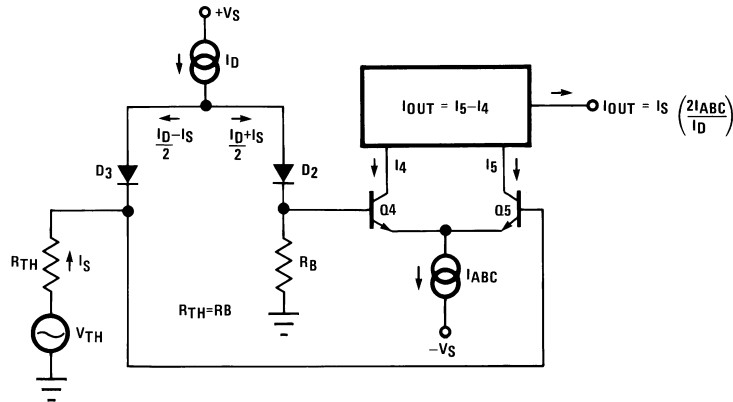 +VS
ID
IOUT = I5-I4
IOUT = IS (2IABC/ID)
ID/2-IS
ID/2+IS
D3
D2
I4
I5
Q4
Q5
RTH
IS
RB
IABC
RTH=RB
VTH
-VS